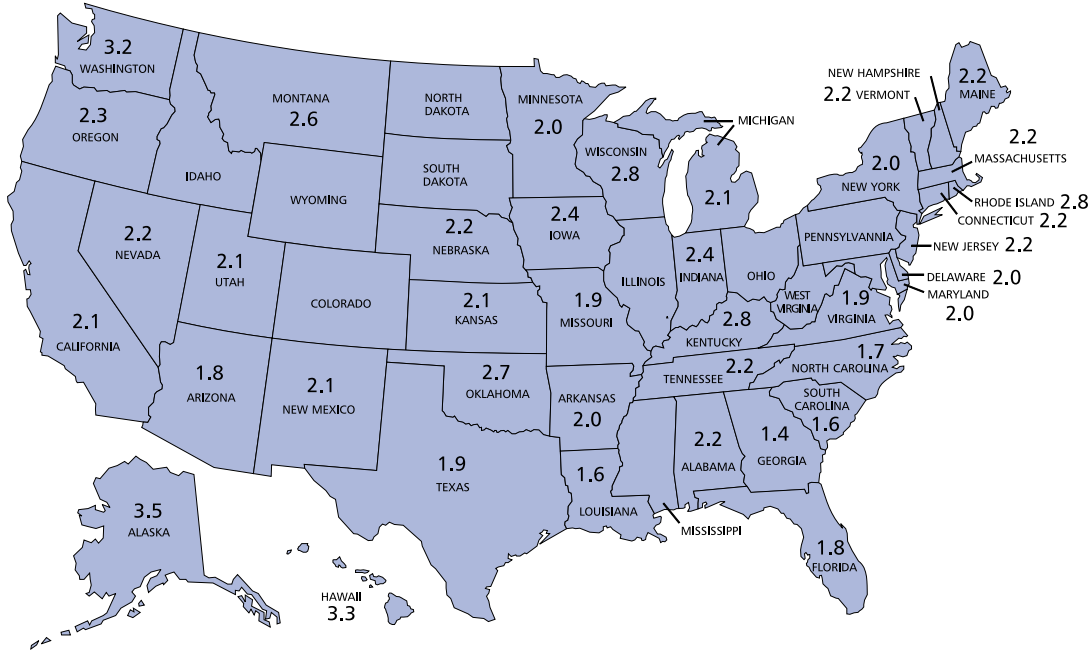 3.2
WASHINGTON
2.3
OREGON
IDAHO
MONTANA
2.6
WYOMING
NORTH
DAKOTA
SOUTH
DAKOTA
MINNESOTA
2.0
WISCONSIN
2.8
MICHIGAN
2.1
NEW HAMPSHIRE
2.2 VERMONT
2.2
MAINE
2.2
MASSACHUSETTS
2.0
NEW YORK
RHODE ISLAND 2.8
CONNECTICUT 2.2
NEW JERSEY 2.2
PENNSYLVANNIA
DELAWARE 2.0
MARYLAND
2.0
2.2
NEVADA
2.1
UTAH
2.1
CALIFORNIA
COLORADO
2.2
NEBRASKA
2.1
KANSAS
2.4
IOWA
1.9
MISSOURI
ILLINOIS
2.4
INDIANA
OHIO
WEST
VIRGINIA
1.9
VIRGINIA
2.8
KENTUCKY
1.7
NORTH CAROLINA
2.2
TENNESSEE
SOUTH
CAROLINA
1.6
1.8
ARIZONA
2.1
NEW MEXICO
2.7
OKLAHOMA
ARKANSAS
2.0
1.9
TEXAS
1.6
LOUISIANA
MISSISSIPPI
2.2
ALABAMA
1.4
GEORGIA
1.8
FLORIDA
3.5
ALASKA
HAWAII
3.3